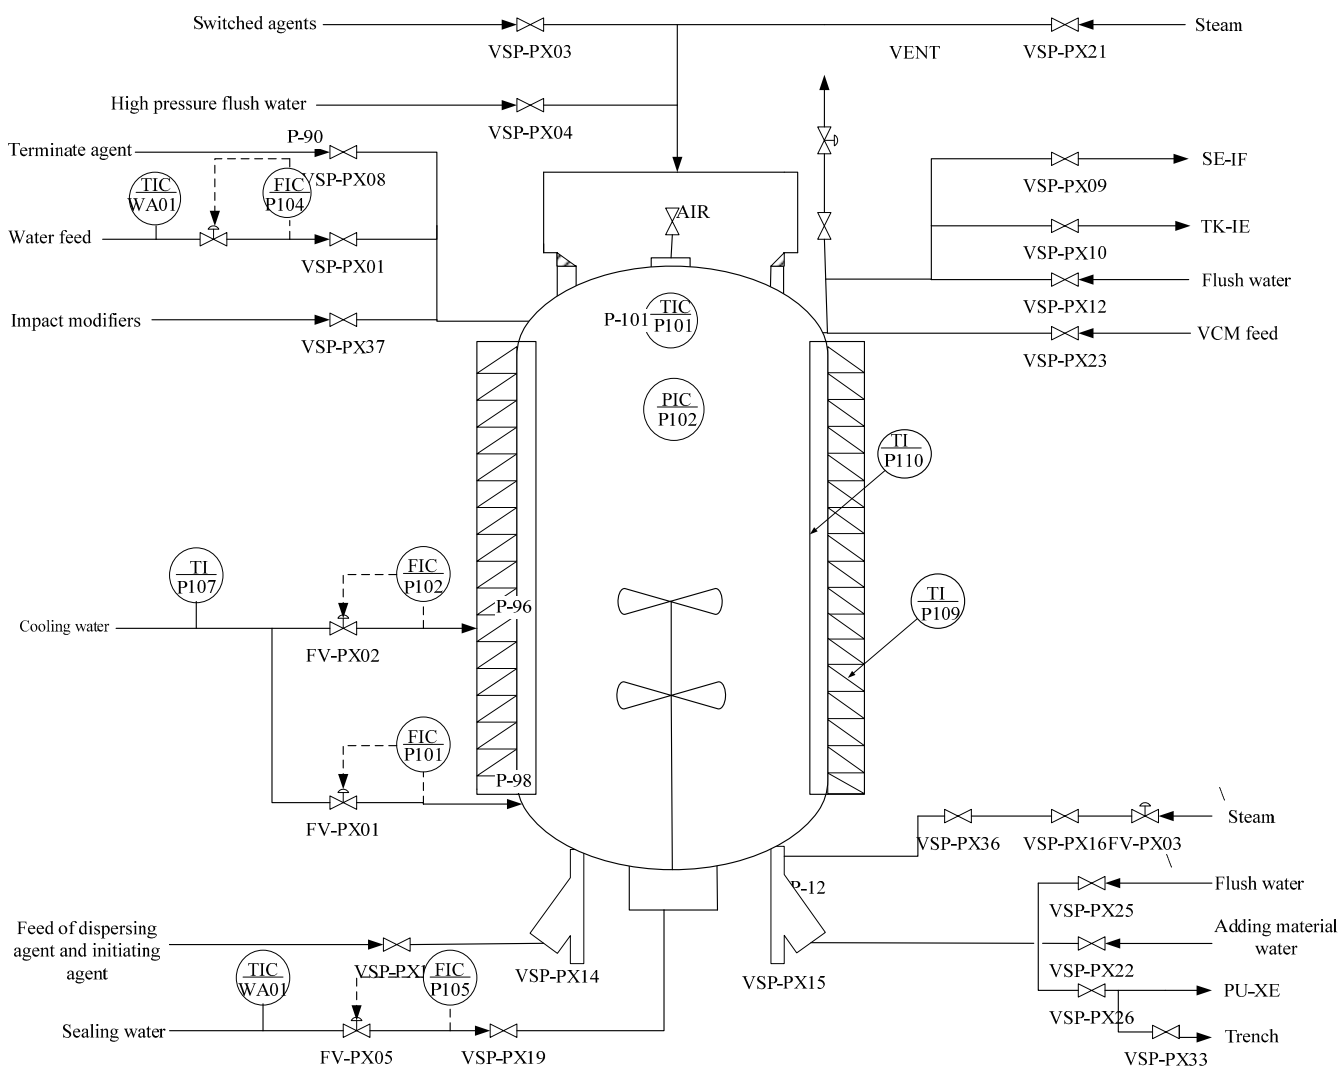 Switched agents
VSP-PX03
Steam
VSP-PX21
VENT
High pressure flush water
VSP-PX04
P-90
Terminate agent
VSP-PX08
TIC
WA01
FIC
P104
Water feed
VSP-PX01
Impact modifiers
VSP-PX37
AIR
SE-IF
VSP-PX09
TK-IE
VSP-PX10
Flush water
VSP-PX12
VCM feed
VSP-PX23
P-101
TIC
P101
PIC
P102
TI
P110
TI
P109
TI
P107
FIC
P102
P-96
Cooling water
FV-PX02
FIC
P101
P-98
FV-PX01
Steam
VSP-PX36
VSP-PX16
FV-PX03
P-12
Flush water
VSP-PX25
Adding material
water
VSP-PX22
Feed of dispersing
agent and initiating
agent
VSP-PX14
VSP-PX15
TIC
WA01
FIC
P105
PU-XE
VSP-PX26
Trench
VSP-PX33
Sealing water
FV-PX05
VSP-PX19